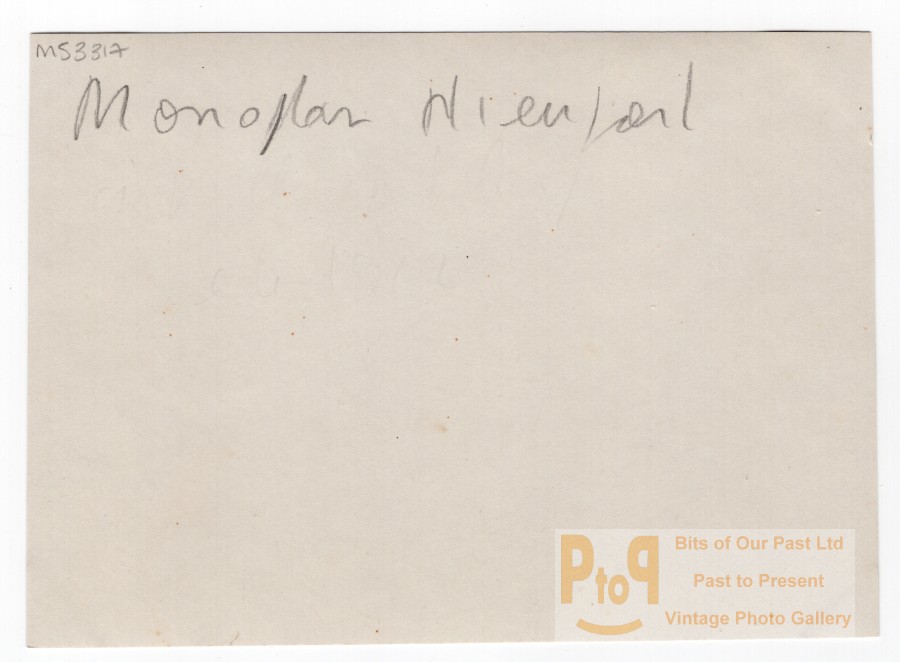 MS3317
Monoplan Nieuport
PtoP
Bits of Our Past Ltd
Past to Present
Vintage Photo Gallery